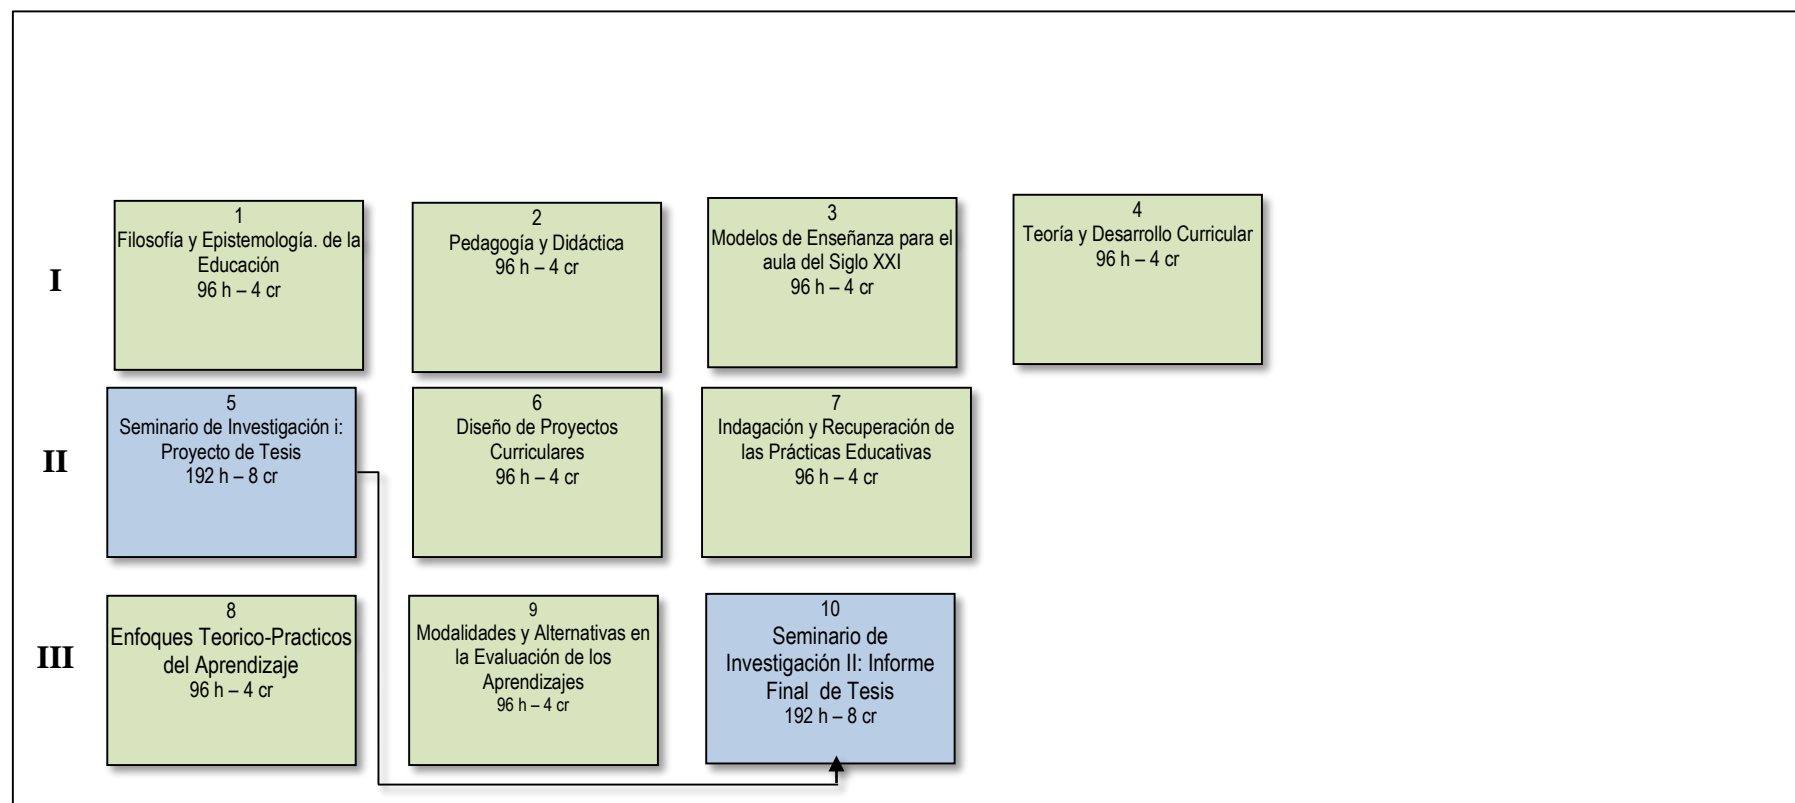 I
1
Filosofía y Epistemología. de la
Educación
96 h – 4 cr
2
Pedagogía y Didáctica
96 h – 4 cr
3
Modelos de Enseñanza para el
aula del Siglo XXI
96 h – 4 cr
4
Teoría y Desarrollo Curricular
96 h – 4 cr
II
5
Seminario de Investigación i:
Proyecto de Tesis
192 h – 8 cr
6
Diseño de Proyectos
Curriculares
96 h – 4 cr
7
Indagación y Recuperación de
las Prácticas Educativas
96 h – 4 cr
III
8
Enfoques Teorico-Practicos
del Aprendizaje
96 h – 4 cr
9
Modalidades y Alternativas en
la Evaluación de los
Aprendizajes
96 h – 4 cr
10
Seminario de
Investigación II: Informe
Final de Tesis
192 h – 8 cr